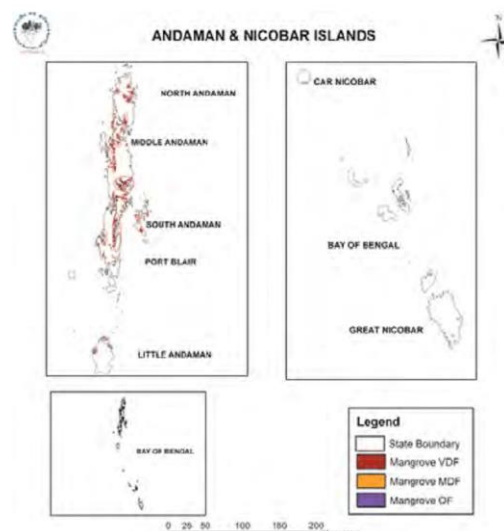 ANDAMAN & NICOBAR ISLANDS
NORTH ANDAMAN
MIDDLE ANDAMAN
SOUTH ANDAMAN
PORT BLAIR
LITTLE ANDAMAN
CAR NICOBAR
BAY OF BENGAL
GREAT NICOBAR
BAY OF BENGAL
Legend
State Boundary
Mangrove VDF
Mangrove MDF
Mangrove OF
0 25 50 100 150 200